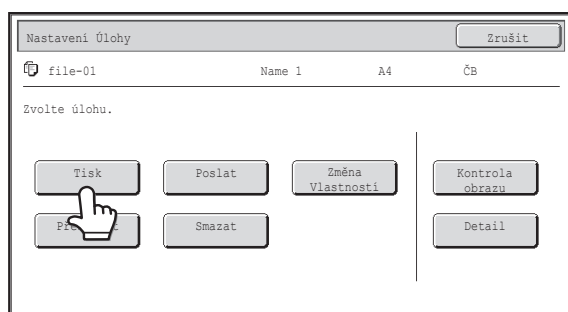 Nastavení Úlohy Zrušit
file-01 Name 1 A4 ČB
Zvolte úlohu.
Tisk Poslat Změna Vlastností Kontrola obrazu
Smazat Detail